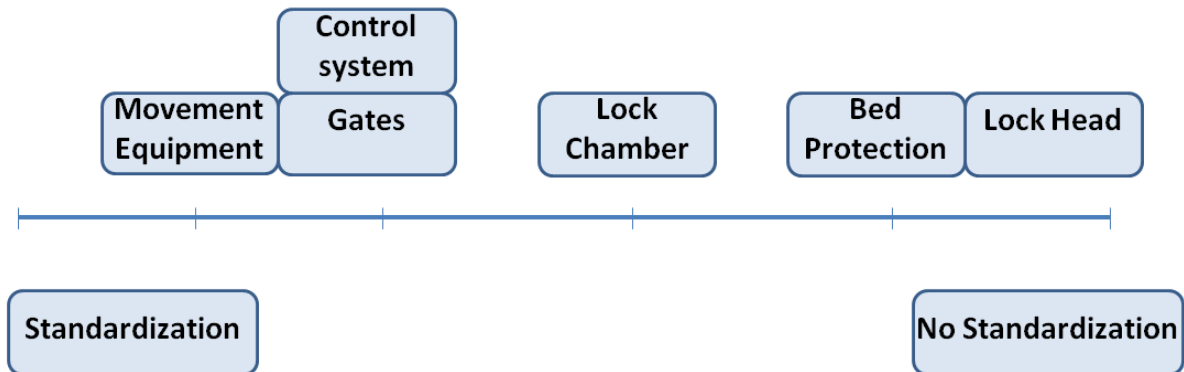 Control
system
Movement
Equipment
Gates
Lock
Chamber
Bed
Protection
Lock Head
Standardization
No Standardization